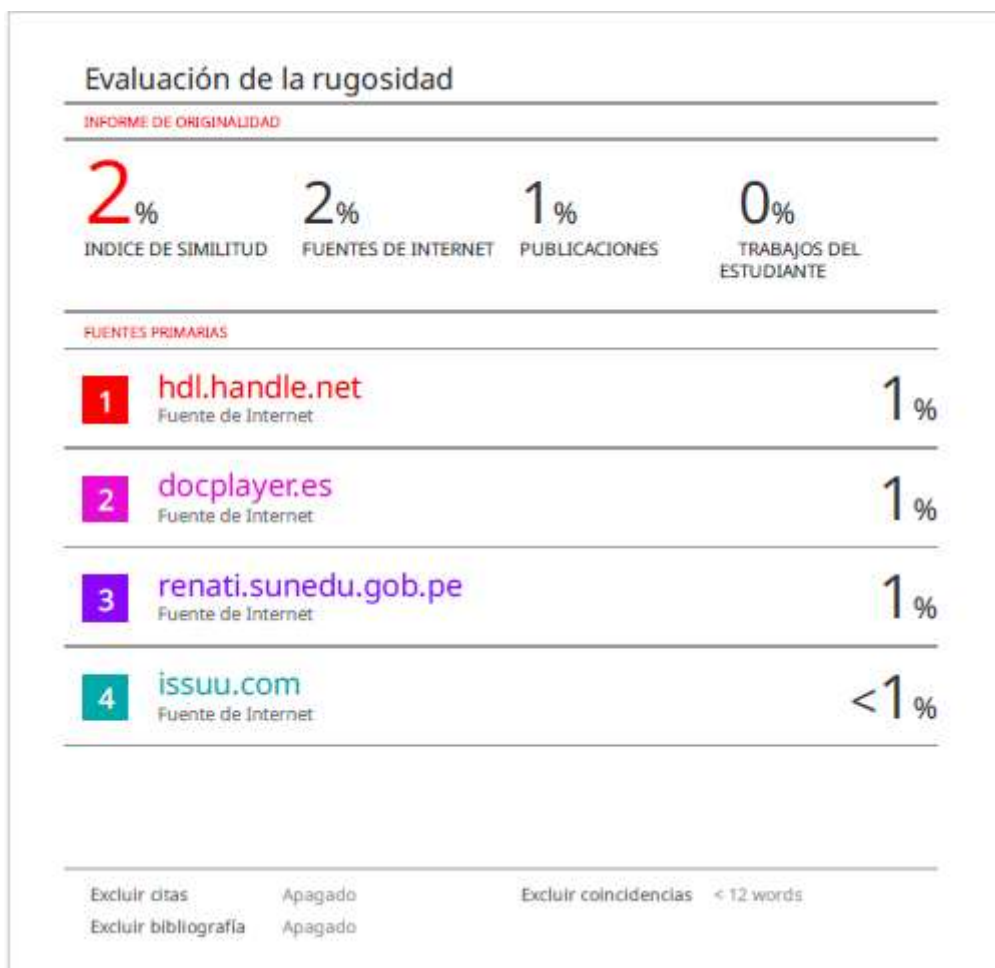 Evaluación de la rugosidad
INFORME DE ORIGINALIDAD
2% 2% 1% 0%
INDICE DE SIMILITUD FUENTES DE INTERNET PUBLICACIONES TRABAJOS DEL
ESTUDIANTE
FUENTES PRIMARIAS
1 hdl.handle.net 1%
Fuente de Internet
2 docplayer.es 1%
Fuente de Internet
3 renati.sunedu.gob.pe 1%
Fuente de Internet
4 issuu.com <1%
Fuente de Internet
Excluir citas Apagado Excluir coincidencias < 12 words
Excluir bibliografía Apagado